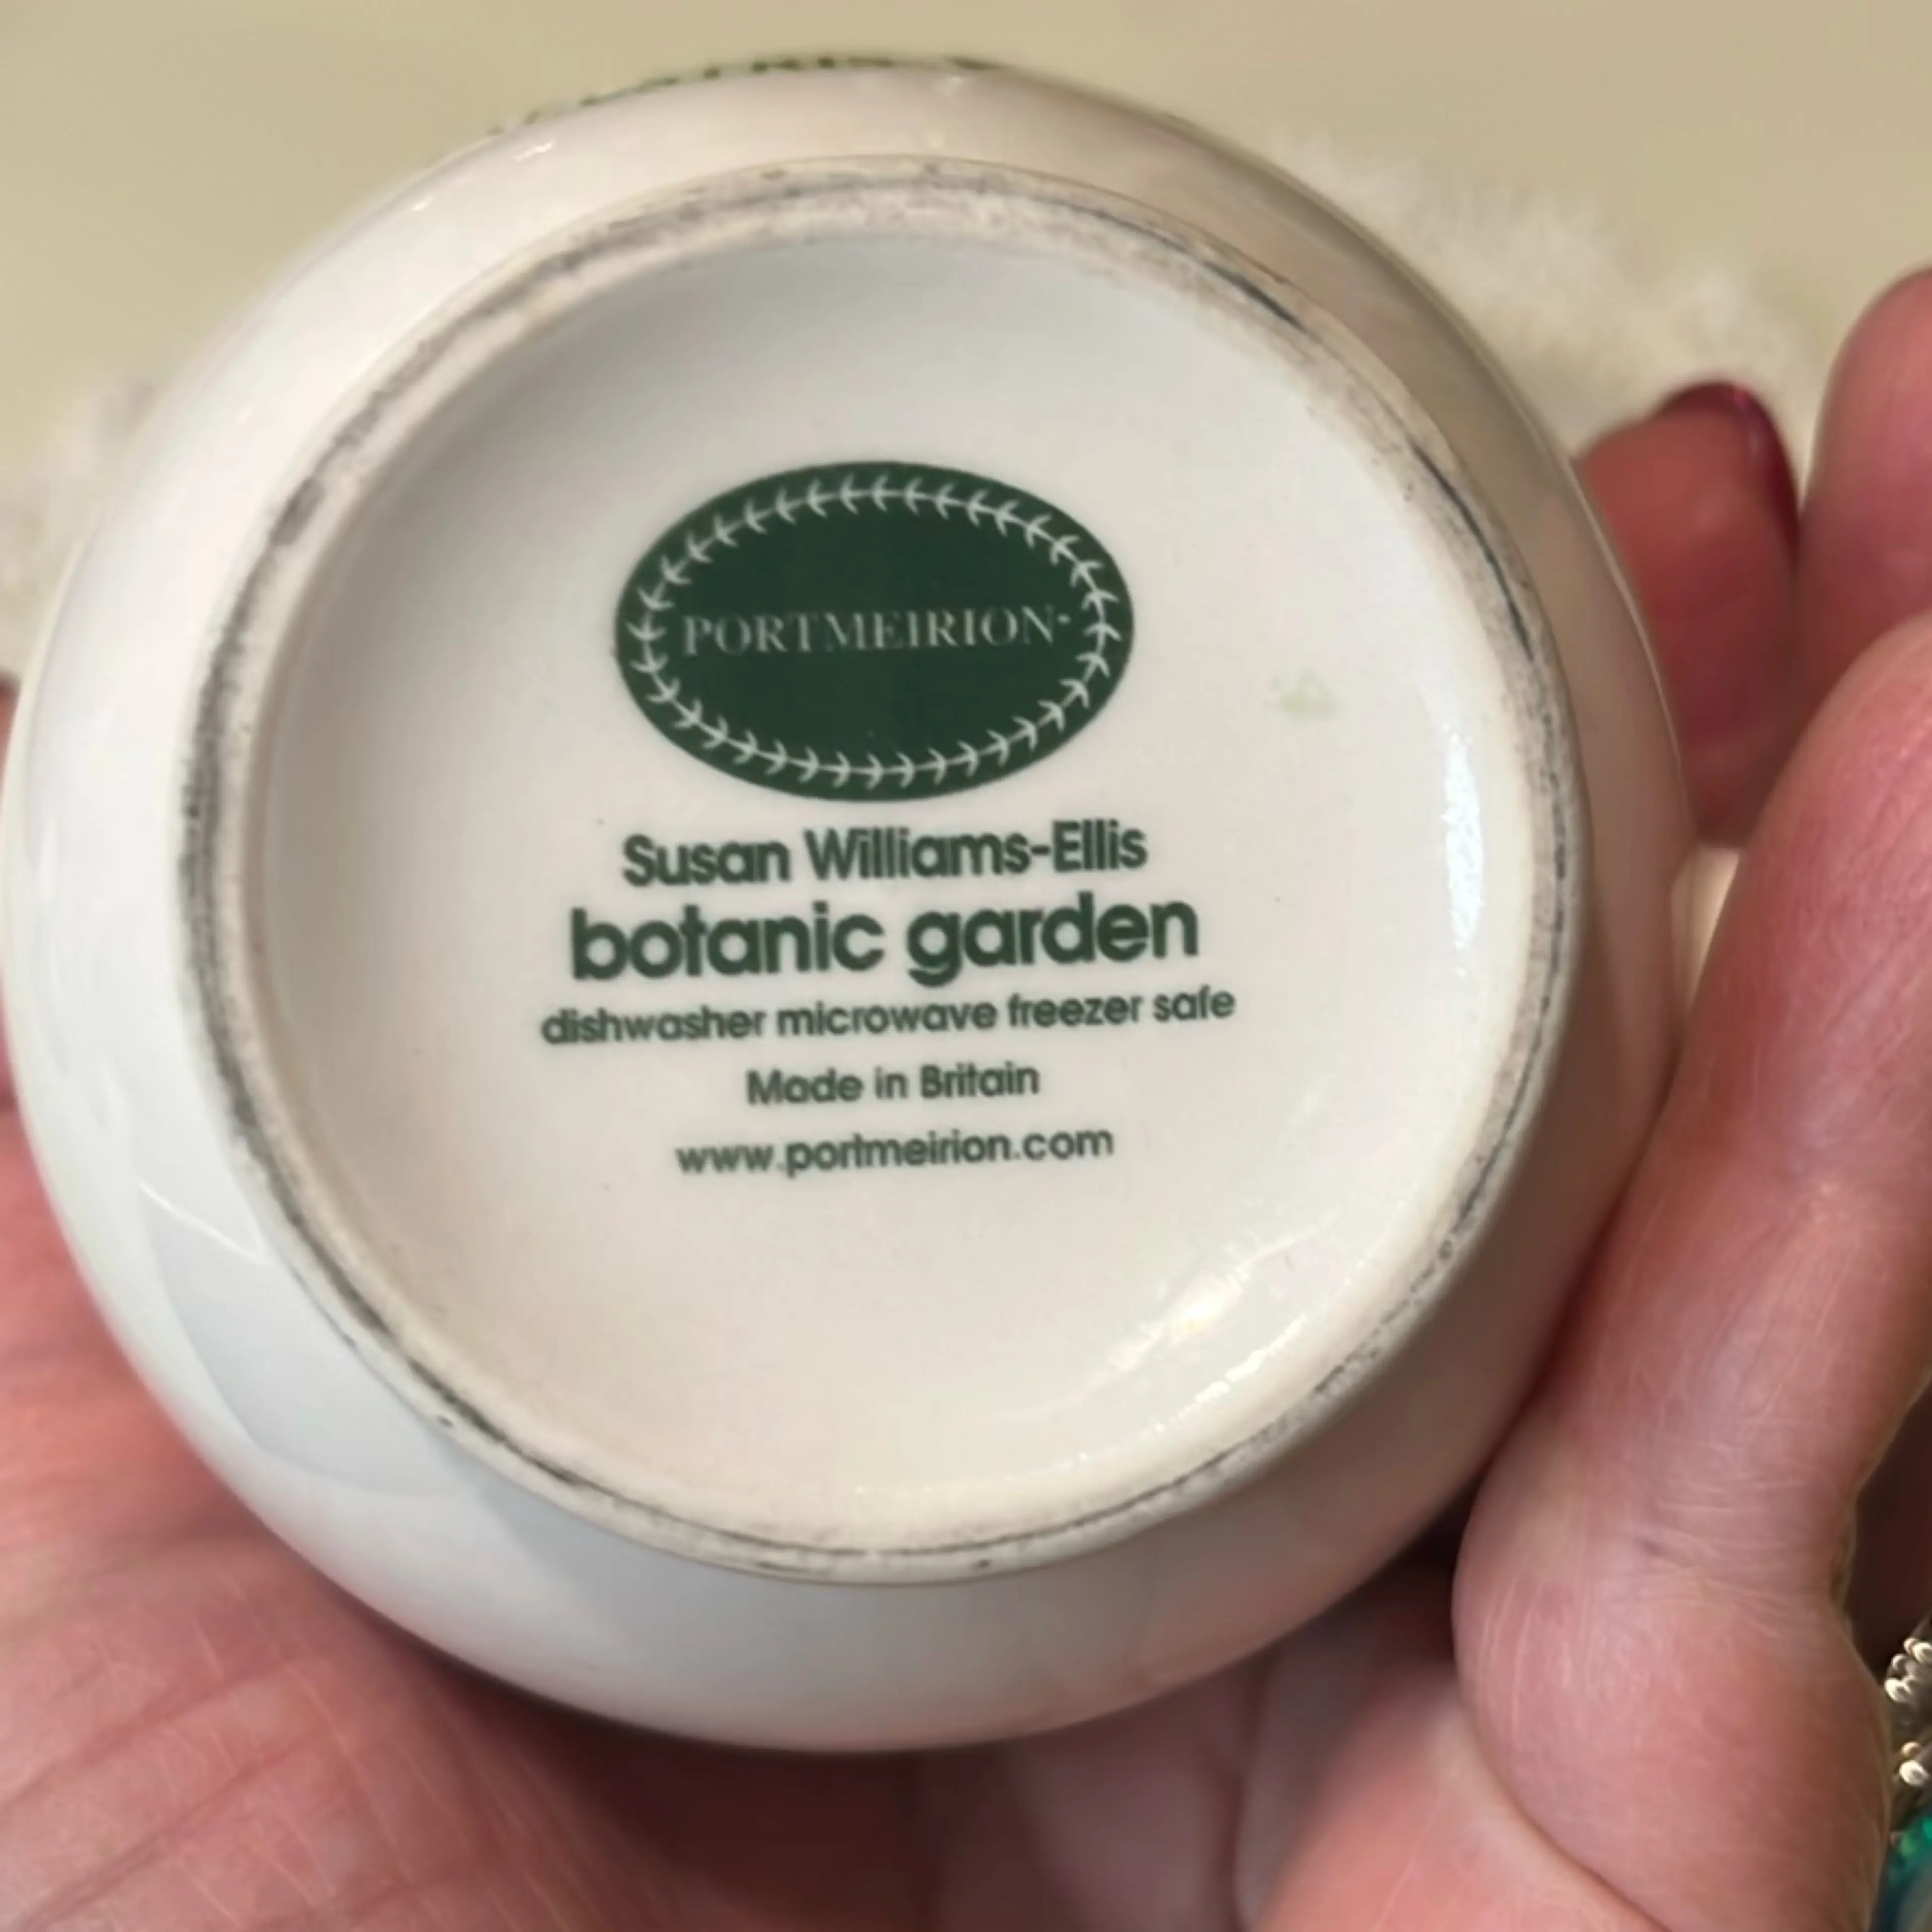 PORTMEIRION
Susan Williams-Ellis
botanic garden
dishwasher microwave freezer safe
Made in Britain
www.portmeirion.com